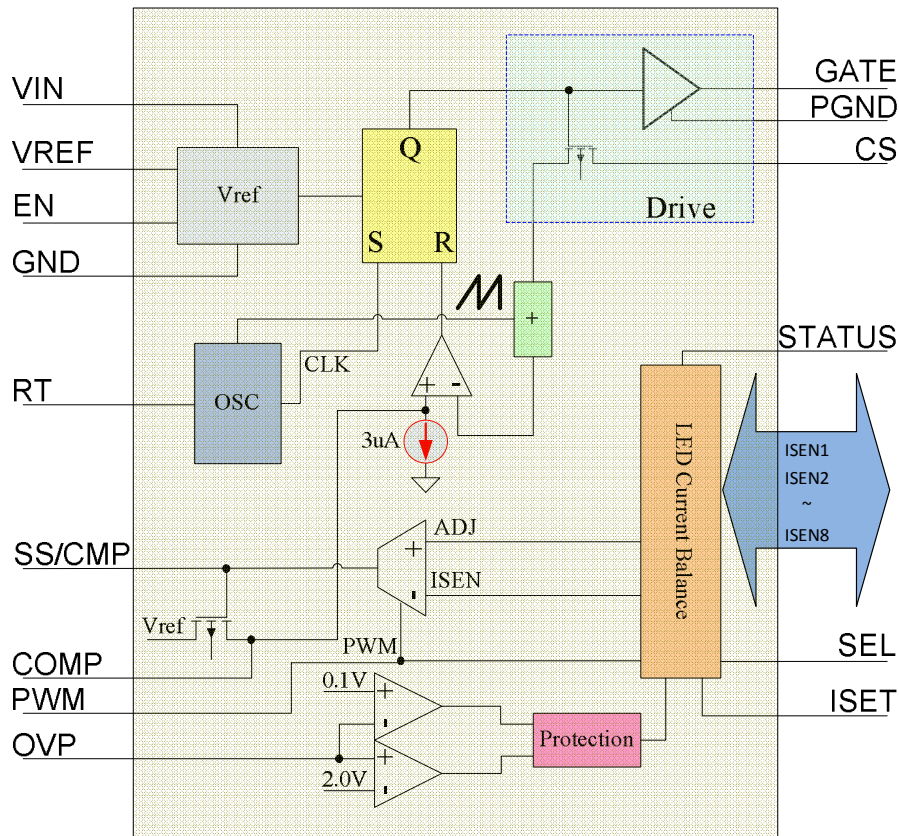 VIN
VREF
EN
GND
Vref
Q
S
R
GATE
PGND
CS
Drive
RT
OSC
CLK
+
+
-
3uA
STATUS
LED Current Balance
ISEN1
ISEN2
~
ISEN8
SS/CMP
+
-
ADJ
ISEN
Vref
PWM
COMP
PWM
OVP
0.1V
+
-
+
-
2.0V
Protection
SEL
ISET